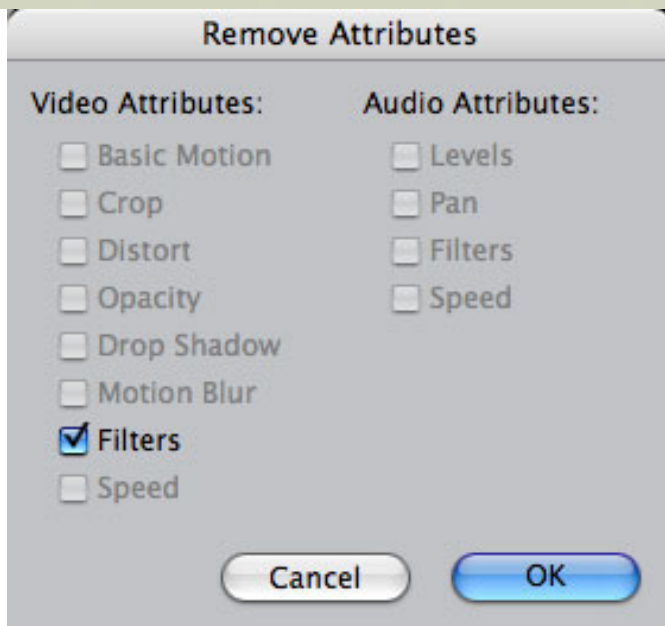 Remove Attributes
Video Attributes:
Basic Motion
Crop
Distort
Opacity
Drop Shadow
Motion Blur
Filters
Speed
Audio Attributes:
Levels
Pan
Filters
Speed
Cancel
OK